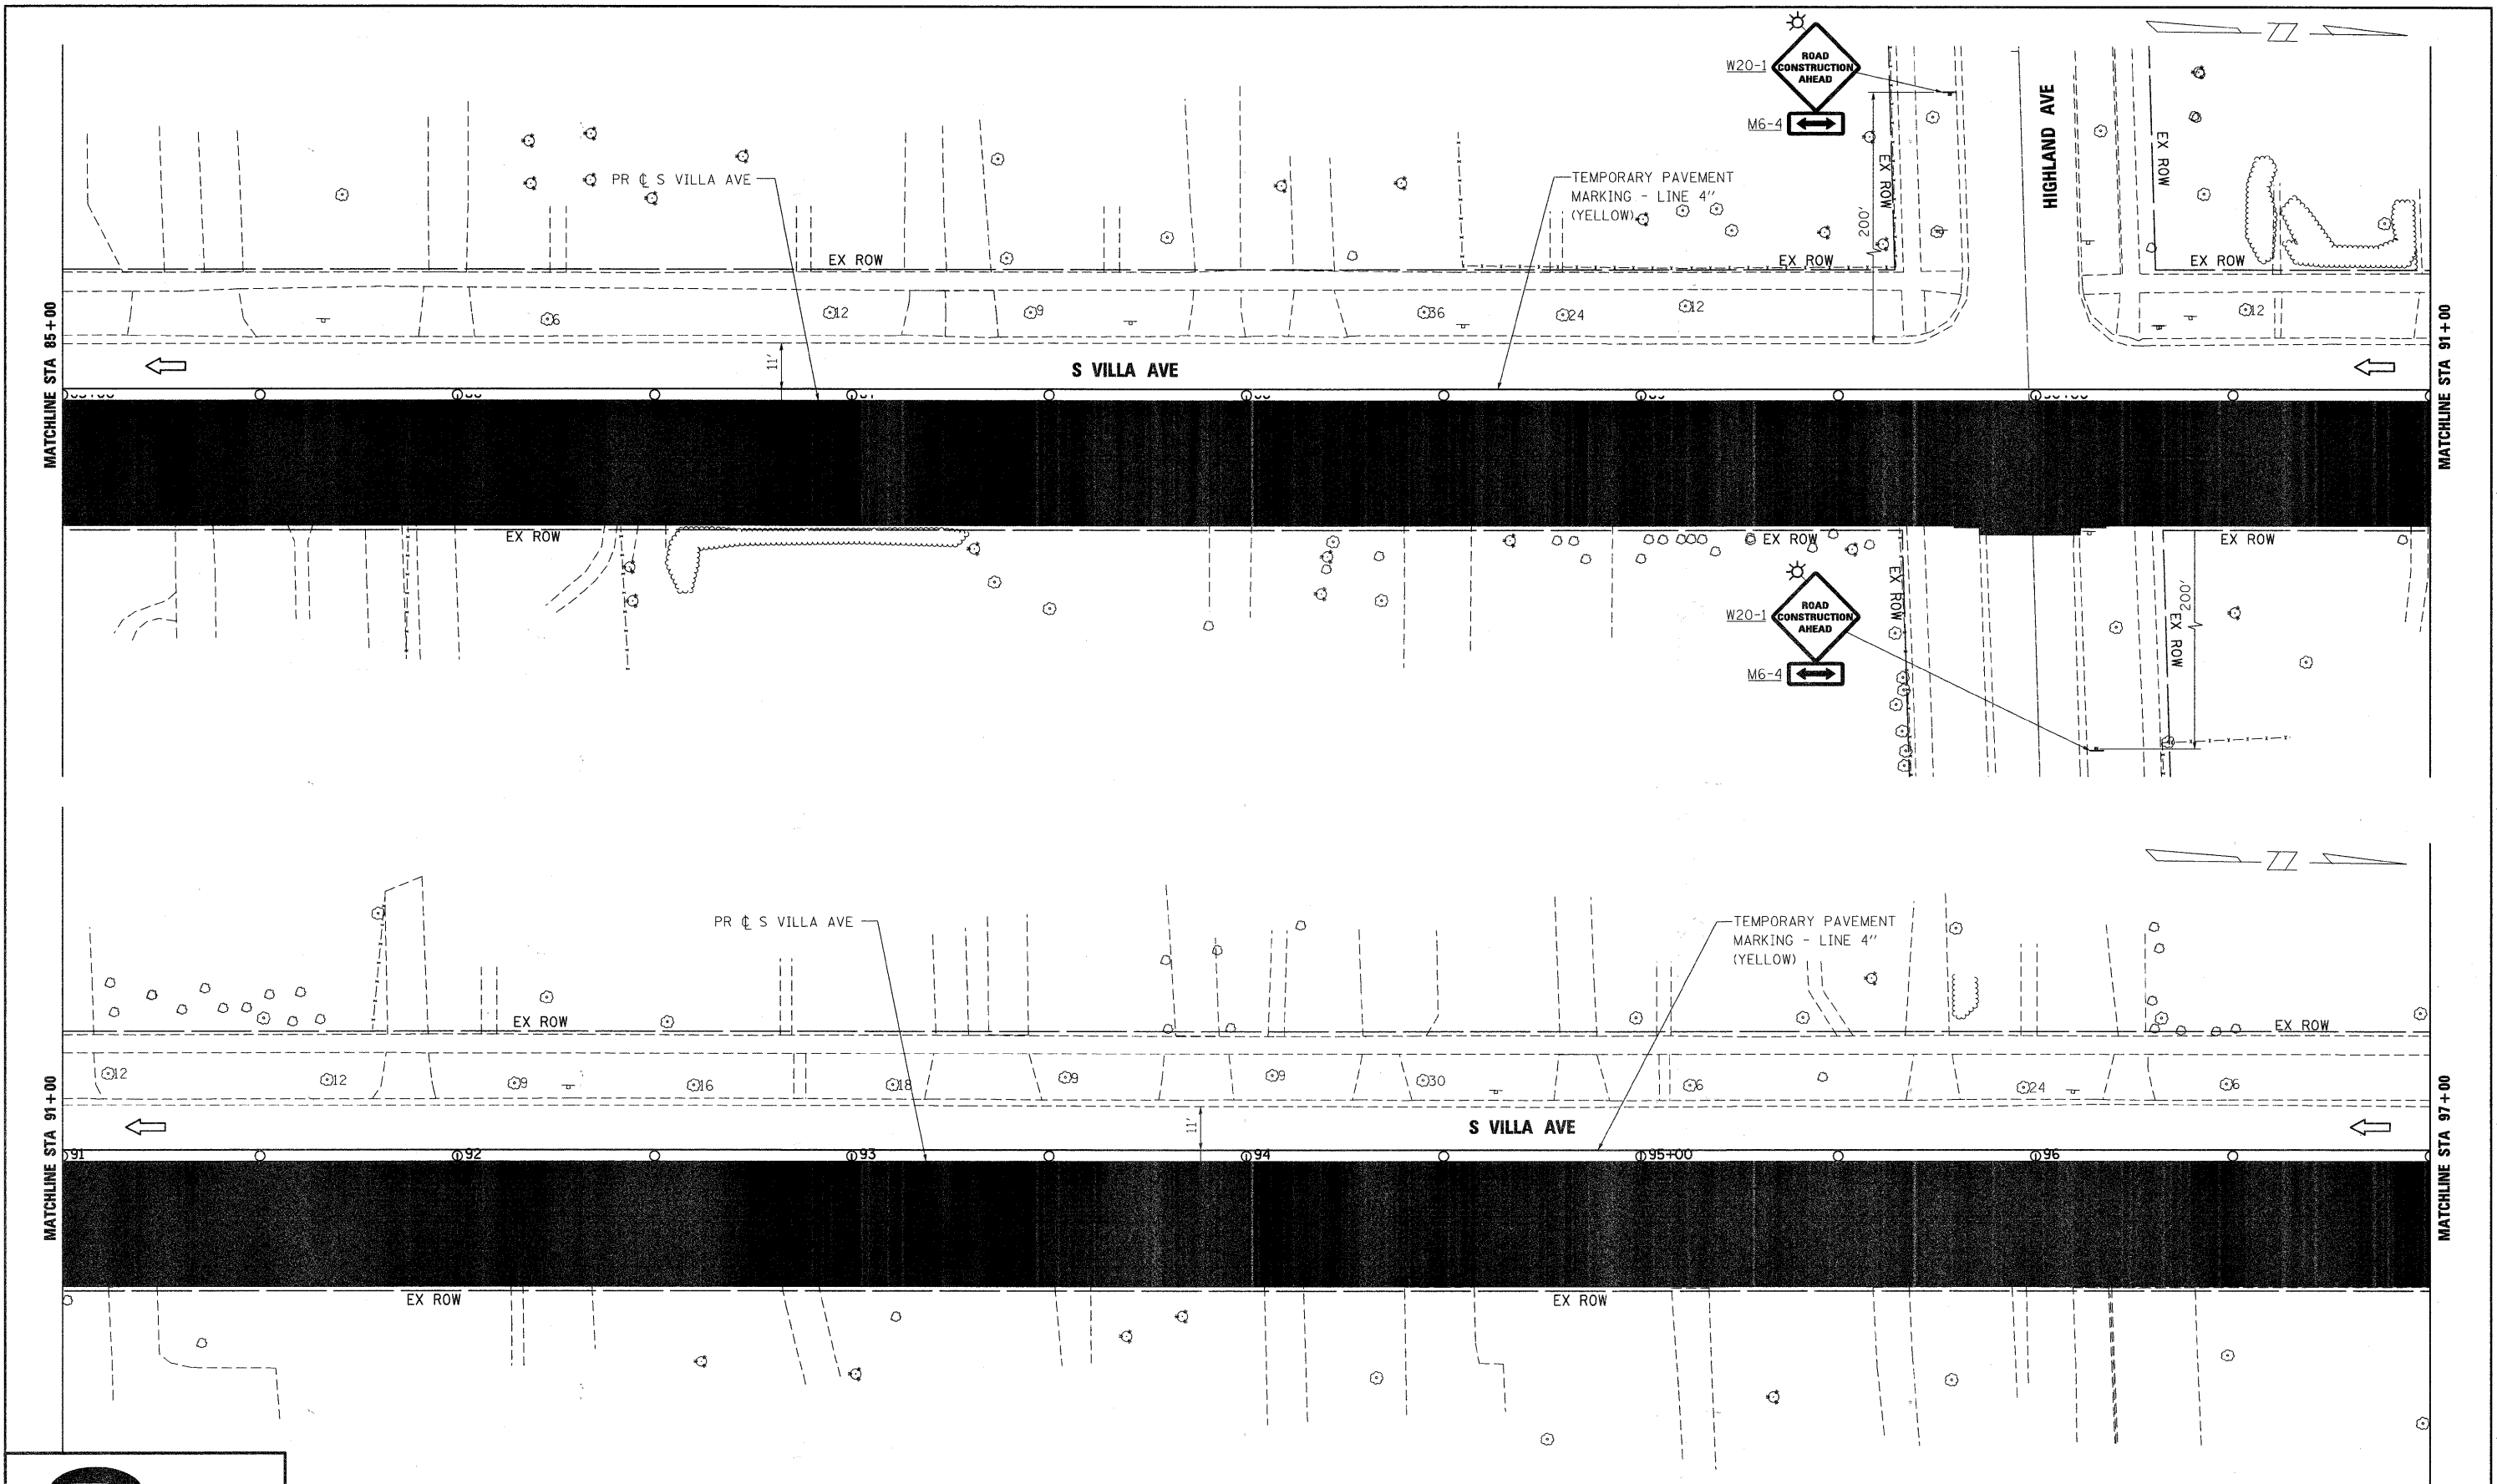 W20-1
ROAD
CONSTRUCTION
AHEAD
M6-4
HIGHLAND AVE
EX ROW
EX ROW
200'
PR ℄ S VILLA AVE
TEMPORARY PAVEMENT
MARKING - LINE 4"
(YELLOW)
EX ROW
EX ROW
EX ROW
6
12
9
36
24
12
12
MATCHLINE STA 85+00
MATCHLINE STA 91+00
11'
S VILLA AVE
EX ROW
EX ROW
EX ROW
EX ROW
EX ROW
200'
W20-1
ROAD
CONSTRUCTION
AHEAD
M6-4
PR ℄ S VILLA AVE
TEMPORARY PAVEMENT
MARKING - LINE 4"
(YELLOW)
EX ROW
EX ROW
12
12
9
16
18
9
9
30
6
24
6
MATCHLINE STA 91+00
MATCHLINE STA 97+00
11'
S VILLA AVE
91
92
93
94
95+00
96
EX ROW
EX ROW